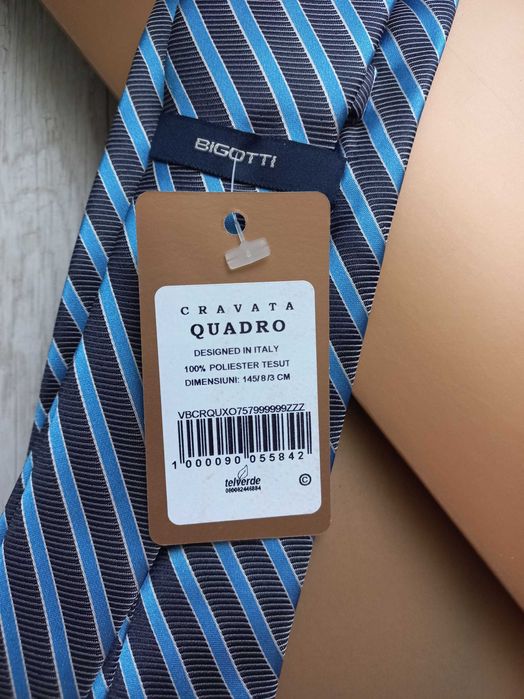 BIGOTTI
CRAVATA
QUADRO
DESIGNED IN ITALY
100% POLIESTER TESUT
DIMENSIUNI: 145/8/3 CM
VBCRQUXO757999999ZZZ
1 000090 055842
telverde
080082446884
©